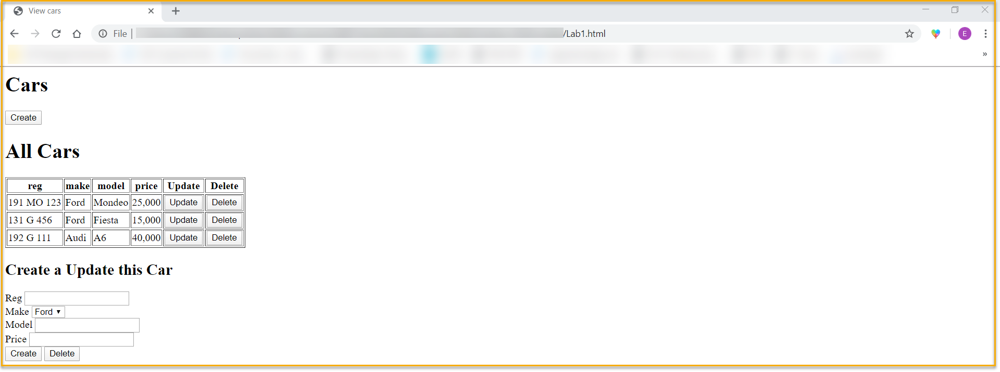 View cars
File
/Lab1.html
E
»
Cars
Create
All Cars
reg make model price Update Delete
191 MO 123 Ford Mondeo 25,000 Update Delete
131 G 456 Ford Fiesta 15,000 Update Delete
192 G 111 Audi A6 40,000 Update Delete
Create a Update this Car
Reg
Make Ford
Model
Price
Create Delete